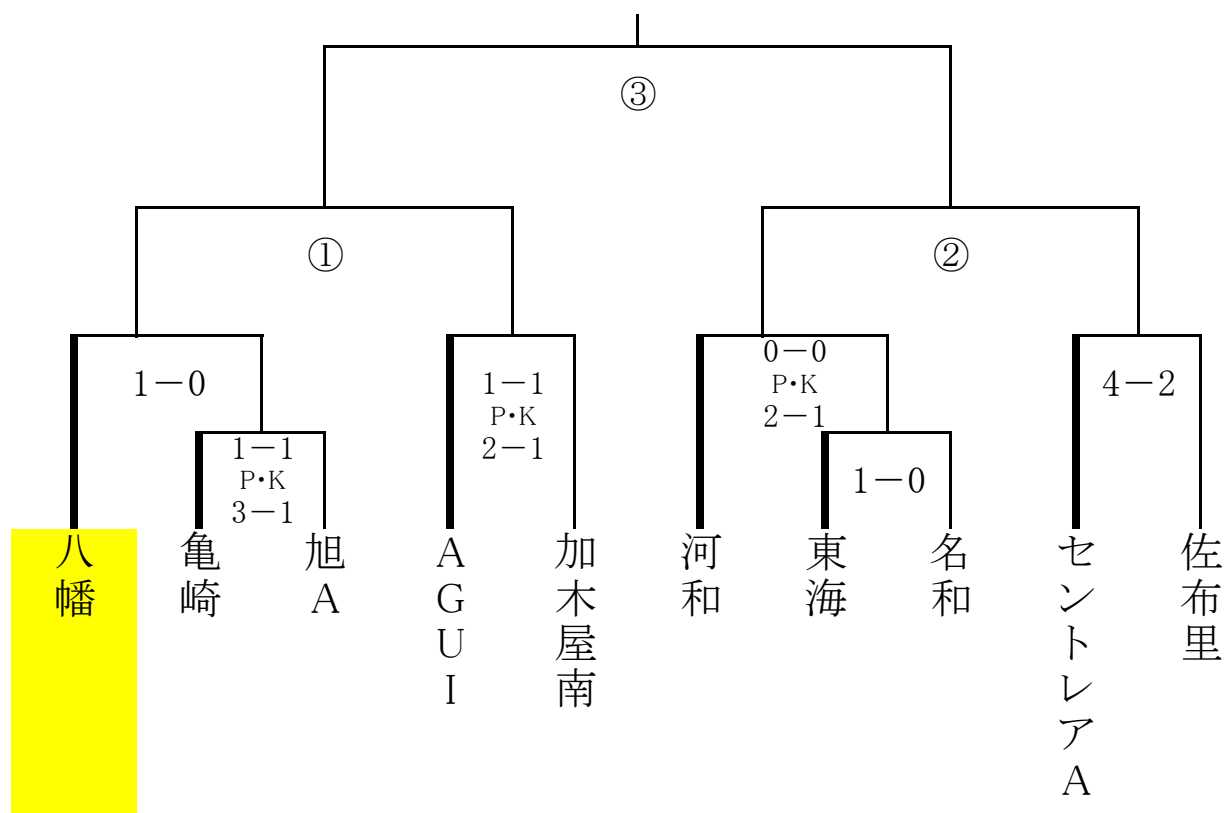 ③
①
②
1－0
1－1
P・K
3－1
1－1
P・K
2－1
0－0
P・K
2－1
1－0
4－2
八幡
亀崎
旭A
AGUI
加木屋南
河和
東海
名和
セントレアA
佐布里